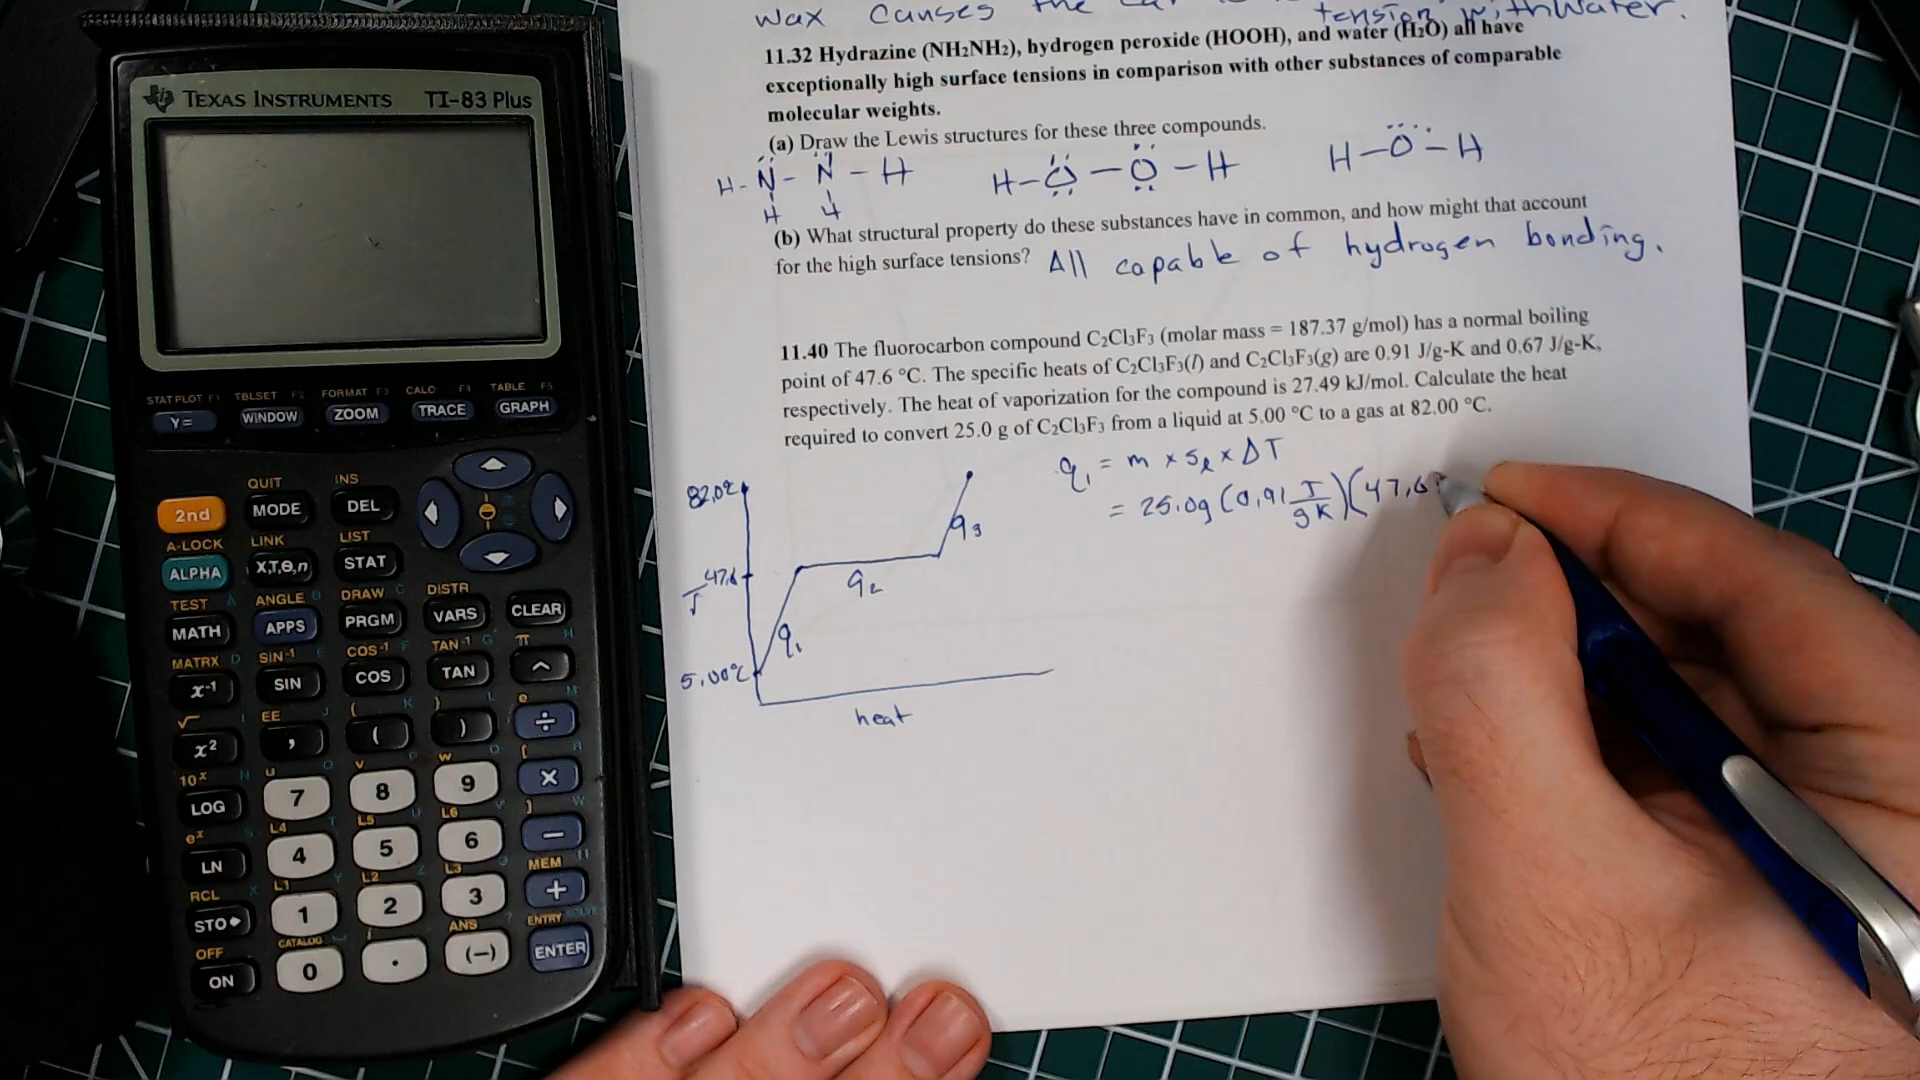 wax causes the
tension with water.
11.32 Hydrazine (NH2NH2), hydrogen peroxide (HOOH), and water (H2O) all have
exceptionally high surface tensions in comparison with other substances of comparable
molecular weights.
(a) Draw the Lewis structures for these three compounds.
H-N-N-H
H H
H-O-O-H
H-O-H
(b) What structural property do these substances have in common, and how might that account
for the high surface tensions? All capable of hydrogen bonding.
11.40 The fluorocarbon compound C2Cl3F3 (molar mass = 187.37 g/mol) has a normal boiling
point of 47.6 °C. The specific heats of C2Cl3F3(l) and C2Cl3F3(g) are 0.91 J/g-K and 0.67 J/g-K,
respectively. The heat of vaporization for the compound is 27.49 kJ/mol. Calculate the heat
required to convert 25.0 g of C2Cl3F3 from a liquid at 5.00 °C to a gas at 82.00 °C.
q1 = m × sl × ΔT
= 25.0g (0.91 J/gK)(47.6
82.0°C
q3
47.6
T
q2
q1
5.00°C
heat
TEXAS INSTRUMENTS TI-83 Plus
STAT PLOT F1 TBLSET F2 FORMAT F3 CALC F4 TABLE F5
Y= WINDOW ZOOM TRACE GRAPH
QUIT INS
2nd MODE DEL
A-LOCK LINK LIST
ALPHA X,T,θ,n STAT
TEST A ANGLE B DRAW C DISTR
MATH APPS PRGM VARS CLEAR
MATRX D SIN-1 E COS-1 F TAN-1 G π H
x-1 SIN COS TAN ^
√ I EE J ( K ) L e M
x2 , ( ) ÷
10x N u O v P w Q [ R
LOG 7 8 9 ×
ex S L4 T L5 U L6 V ] W
LN 4 5 6 −
RCL X L1 Y L2 Z L3 MEM "
STO▶ 1 2 3 +
OFF CATALOG i ANS ? ENTRY SOLVE
ON 0 . (-) ENTER